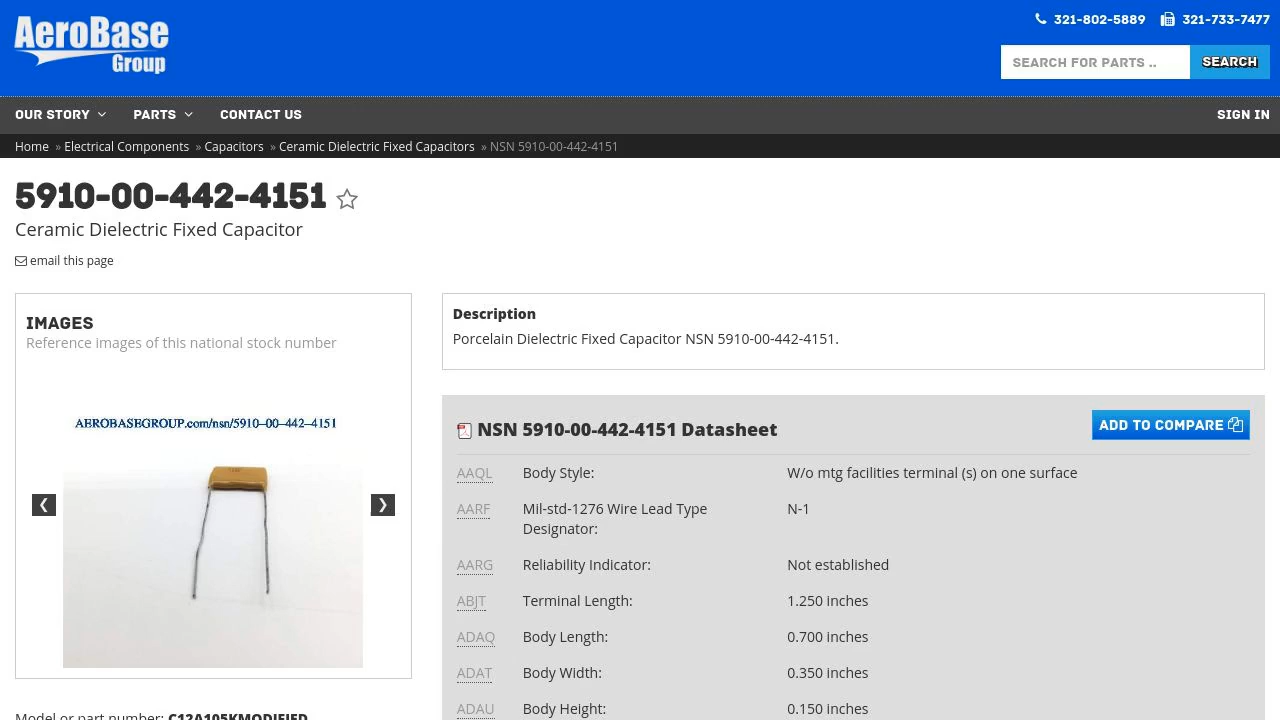 AeroBase
Group
321-802-5889 321-733-7477
SEARCH FOR PARTS .. SEARCH
OUR STORY PARTS CONTACT US SIGN IN
Home » Electrical Components » Capacitors » Ceramic Dielectric Fixed Capacitors » NSN 5910-00-442-4151
5910-00-442-4151
Ceramic Dielectric Fixed Capacitor
email this page
IMAGES
Reference images of this national stock number
AEROBASEGROUP.com/nsn/5910-00-442-4151
❮ ❯
Model or part number: C12A105KMODIFIED
Description
Porcelain Dielectric Fixed Capacitor NSN 5910-00-442-4151.
NSN 5910-00-442-4151 Datasheet ADD TO COMPARE
AAQL Body Style: W/o mtg facilities terminal (s) on one surface
AARF Mil-std-1276 Wire Lead Type N-1
Designator:
AARG Reliability Indicator: Not established
ABJT Terminal Length: 1.250 inches
ADAQ Body Length: 0.700 inches
ADAT Body Width: 0.350 inches
ADAU Body Height: 0.150 inches